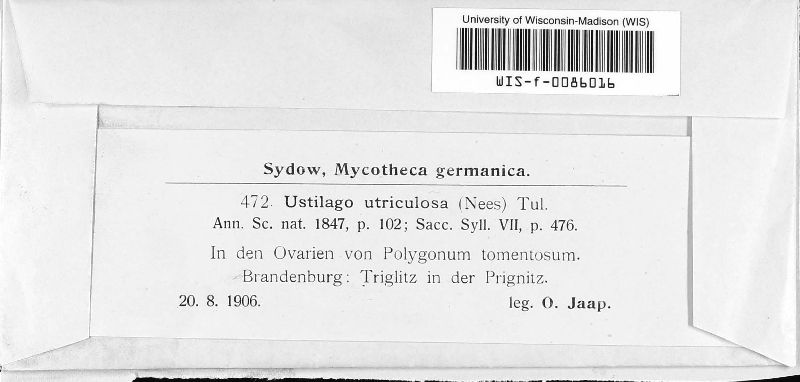 University of Wisconsin-Madison (WIS)
WIS-f-0086016
Sydow, Mycotheca germanica.
472. Ustilago utriculosa (Nees) Tul.
Ann. Sc. nat. 1847, p. 102; Sacc. Syll. VII, p. 476.
In den Ovarien von Polygonum tomentosum.
Brandenburg: Triglitz in der Prignitz.
20. 8. 1906. leg. O. Jaap.